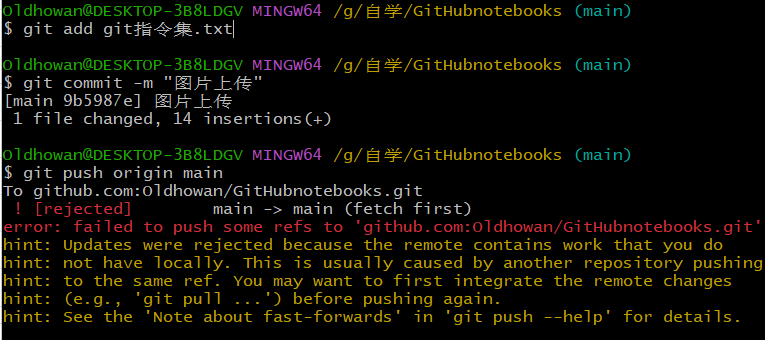 Oldhowan@DESKTOP-3B8LDGV MINGW64 /g/自学/GitHubnotebooks (main)
$ git add git指令集.txt
Oldhowan@DESKTOP-3B8LDGV MINGW64 /g/自学/GitHubnotebooks (main)
$ git commit -m "图片上传"
[main 9b5987e] 图片上传
 1 file changed, 14 insertions(+)
Oldhowan@DESKTOP-3B8LDGV MINGW64 /g/自学/GitHubnotebooks (main)
$ git push origin main
To github.com:Oldhowan/GitHubnotebooks.git
 ! [rejected]        main -> main (fetch first)
error: failed to push some refs to 'github.com:Oldhowan/GitHubnotebooks.git'
hint: Updates were rejected because the remote contains work that you do
hint: not have locally. This is usually caused by another repository pushing
hint: to the same ref. You may want to first integrate the remote changes
hint: (e.g., 'git pull ...') before pushing again.
hint: See the 'Note about fast-forwards' in 'git push --help' for details.